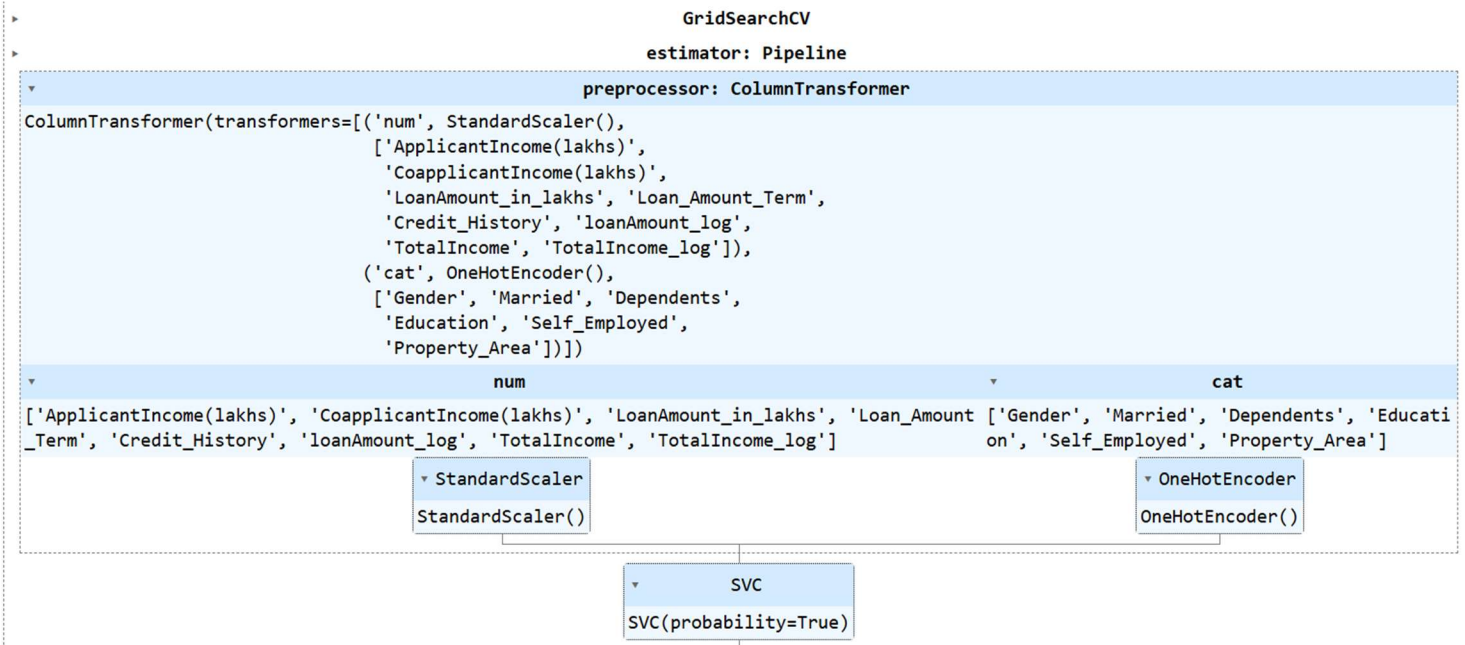 GridSearchCV
estimator: Pipeline
preprocessor: ColumnTransformer
ColumnTransformer(transformers=[('num', StandardScaler(),
['ApplicantIncome(lakhs)',
'CoapplicantIncome(lakhs)',
'LoanAmount_in_lakhs', 'Loan_Amount_Term',
'Credit_History', 'loanAmount_log',
'TotalIncome', 'TotalIncome_log']),
('cat', OneHotEncoder(),
['Gender', 'Married', 'Dependents',
'Education', 'Self_Employed',
'Property_Area'])])
num
['ApplicantIncome(lakhs)', 'CoapplicantIncome(lakhs)', 'LoanAmount_in_lakhs', 'Loan_Amount
_Term', 'Credit_History', 'loanAmount_log', 'TotalIncome', 'TotalIncome_log']
StandardScaler
StandardScaler()
cat
['Gender', 'Married', 'Dependents', 'Educati
on', 'Self_Employed', 'Property_Area']
OneHotEncoder
OneHotEncoder()
SVC
SVC(probability=True)